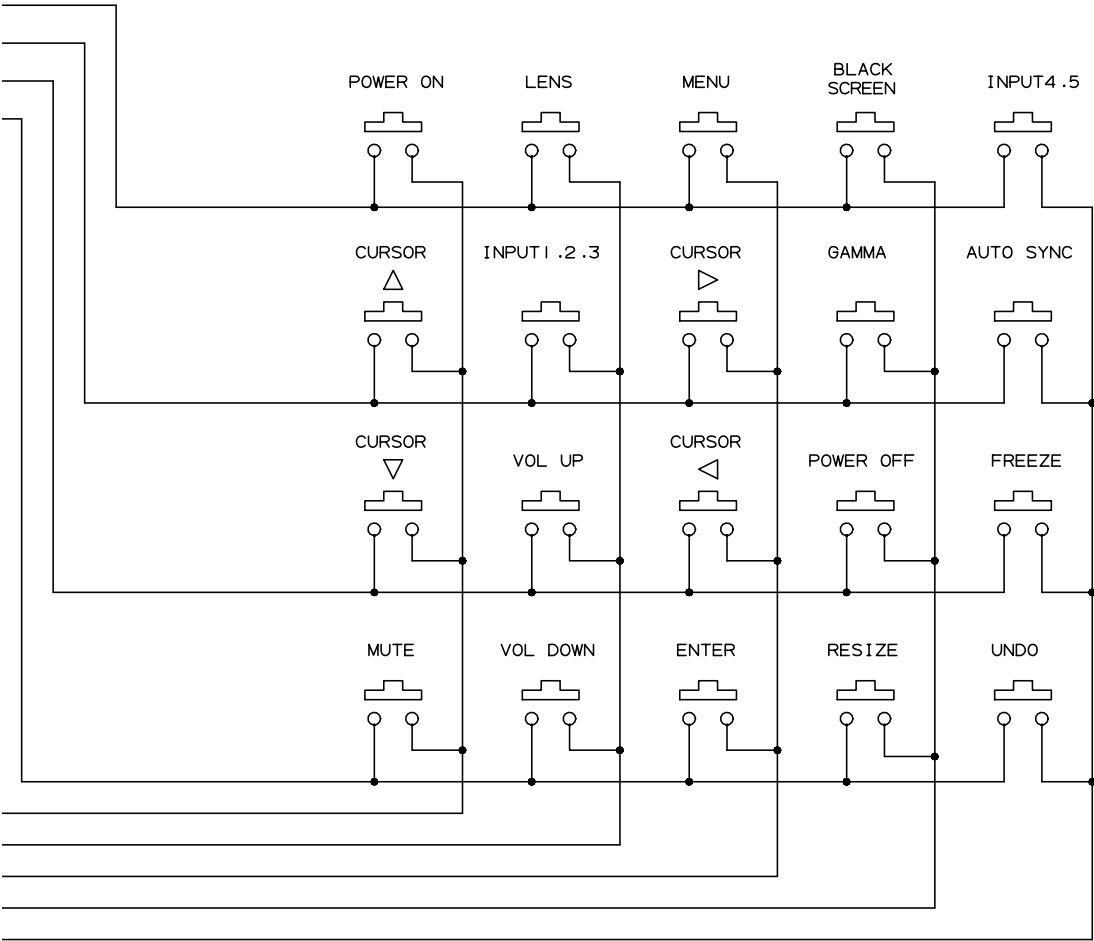 POWER ON
LENS
MENU
BLACK
SCREEN
INPUT4.5
CURSOR
INPUT1.2.3
CURSOR
GAMMA
AUTO SYNC
CURSOR
VOL UP
CURSOR
POWER OFF
FREEZE
MUTE
VOL DOWN
ENTER
RESIZE
UNDO